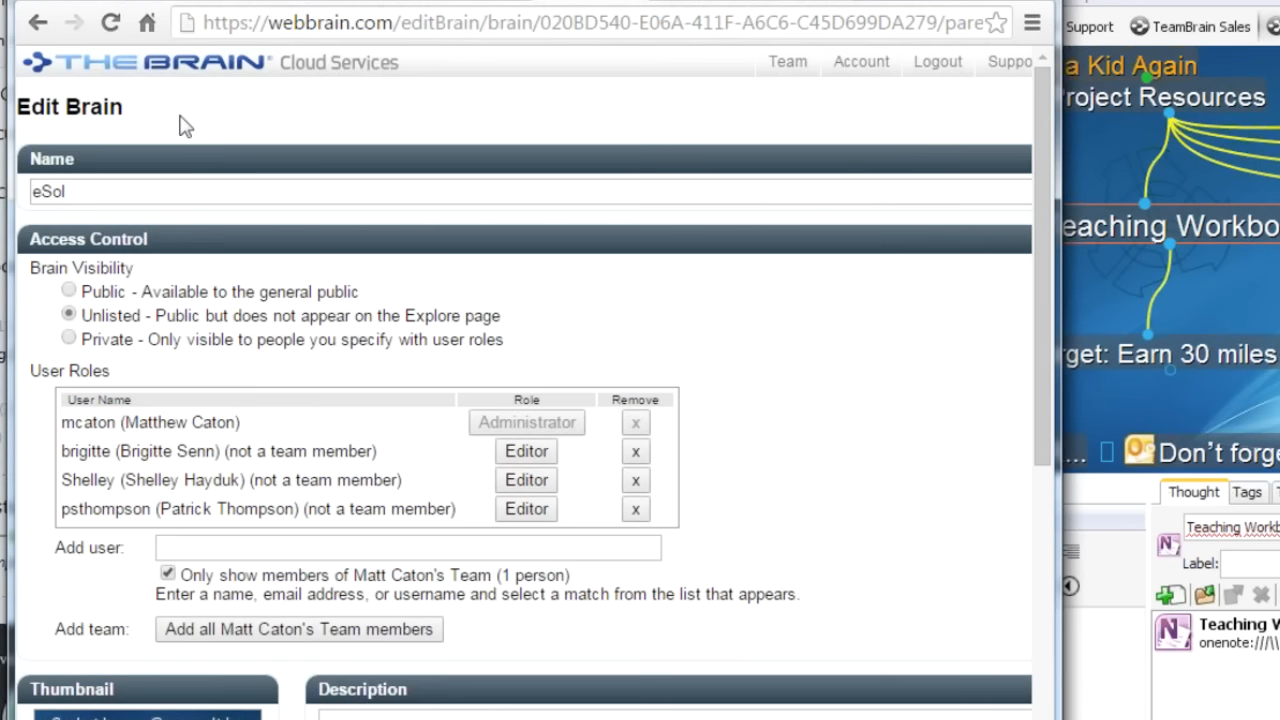 https://webbrain.com/editBrain/brain/020BD540-E06A-411F-A6C6-C45D699DA279/pare
Support TeamBrain Sales
THE BRAIN Cloud Services
Team Account Logout Suppo
a Kid Again
roject Resources
Edit Brain
Name
eSol
eaching Workbo
Access Control
Brain Visibility
Public - Available to the general public
Unlisted - Public but does not appear on the Explore page
Private - Only visible to people you specify with user roles
rget: Earn 30 miles
User Roles
User Name Role Remove
mcaton (Matthew Caton) Administrator x
brigitte (Brigitte Senn) (not a team member) Editor x
... Don't forge
Shelley (Shelley Hayduk) (not a team member) Editor x
Thought Tags
psthompson (Patrick Thompson) (not a team member) Editor x
Teaching Workb
Add user:
Label:
Only show members of Matt Caton's Team (1 person)
Enter a name, email address, or username and select a match from the list that appears.
Add team: Add all Matt Caton's Team members
Teaching W
onenote:///\\
Thumbnail
Description